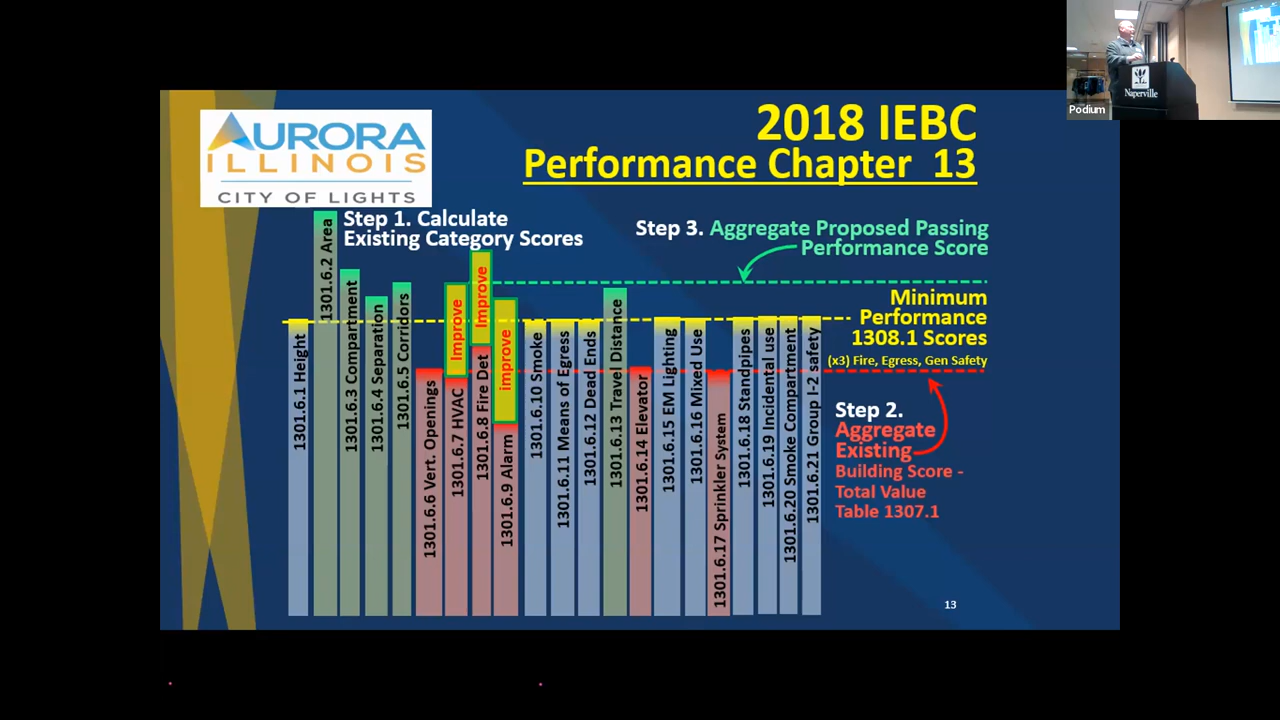 Podium
Naperville
AURORA
ILLINOIS
CITY OF LIGHTS
2018 IEBC
Performance Chapter 13
Step 1. Calculate
Existing Category Scores
Step 3. Aggregate Proposed Passing
Performance Score
Minimum
Performance
1308.1 Scores
(x3) Fire, Egress, Gen Safety
Step 2.
Aggregate
Existing
Building Score -
Total Value
Table 1307.1
1301.6.1 Height
1301.6.2 Area
1301.6.3 Compartment
1301.6.4 Separation
1301.6.5 Corridors
1301.6.6 Vert. Openings
1301.6.7 HVAC
Improve
1301.6.8 Fire Det
Improve
1301.6.9 Alarm
improve
1301.6.10 Smoke
1301.6.11 Means of Egress
1301.6.12 Dead Ends
1301.6.13 Travel Distance
1301.6.14 Elevator
1301.6.15 EM Lighting
1301.6.16 Mixed Use
1301.6.17 Sprinkler System
1301.6.18 Standpipes
1301.6.19 Incidental use
1301.6.20 Smoke Compartment
1301.6.21 Group I-2 safety
13